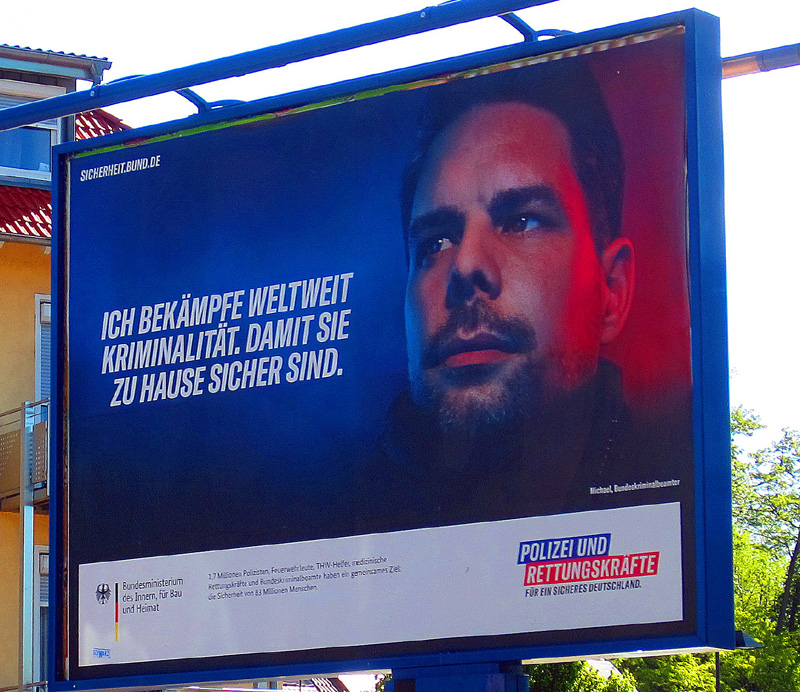 SICHERHEIT.BUND.DE
ICH BEKÄMPFE WELTWEIT
KRIMINALITÄT. DAMIT SIE
ZU HAUSE SICHER SIND.
Michael, Bundeskriminalbeamter
Bundesministerium
des Innern, für Bau
und Heimat
1,7 Millionen Polizisten, Feuerwehrleute, THW-Helfer, medizinische
Rettungskräfte und Bundeskriminalbeamte haben ein gemeinsames Ziel:
die Sicherheit von 83 Millionen Menschen.
POLIZEI UND
RETTUNGSKRÄFTE
FÜR EIN SICHERES DEUTSCHLAND.